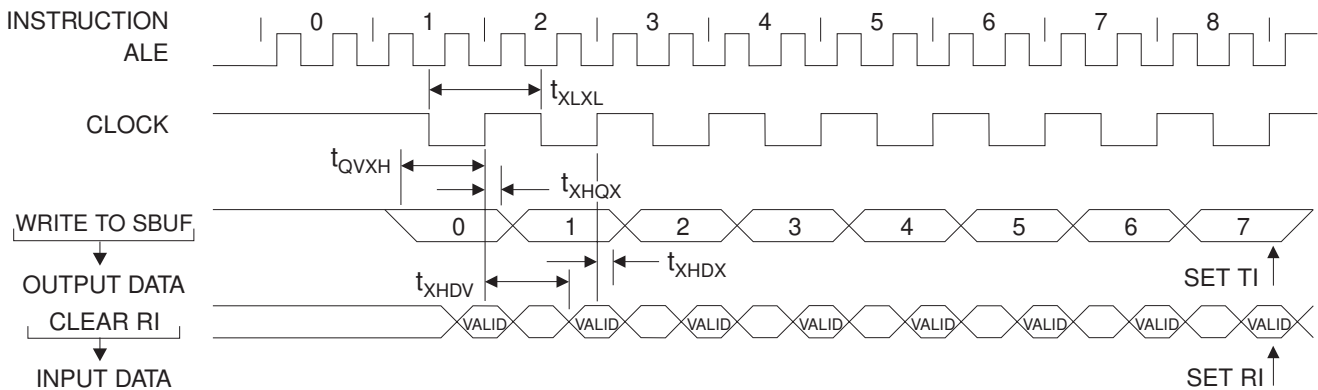 INSTRUCTION 0 1 2 3 4 5 6 7 8
ALE
tXLXL
CLOCK
tQVXH
tXHQX
WRITE TO SBUF 0 1 2 3 4 5 6 7
tXHDX
OUTPUT DATA
tXHDV
SET TI
CLEAR RI VALID VALID VALID VALID VALID VALID VALID VALID
INPUT DATA
SET RI